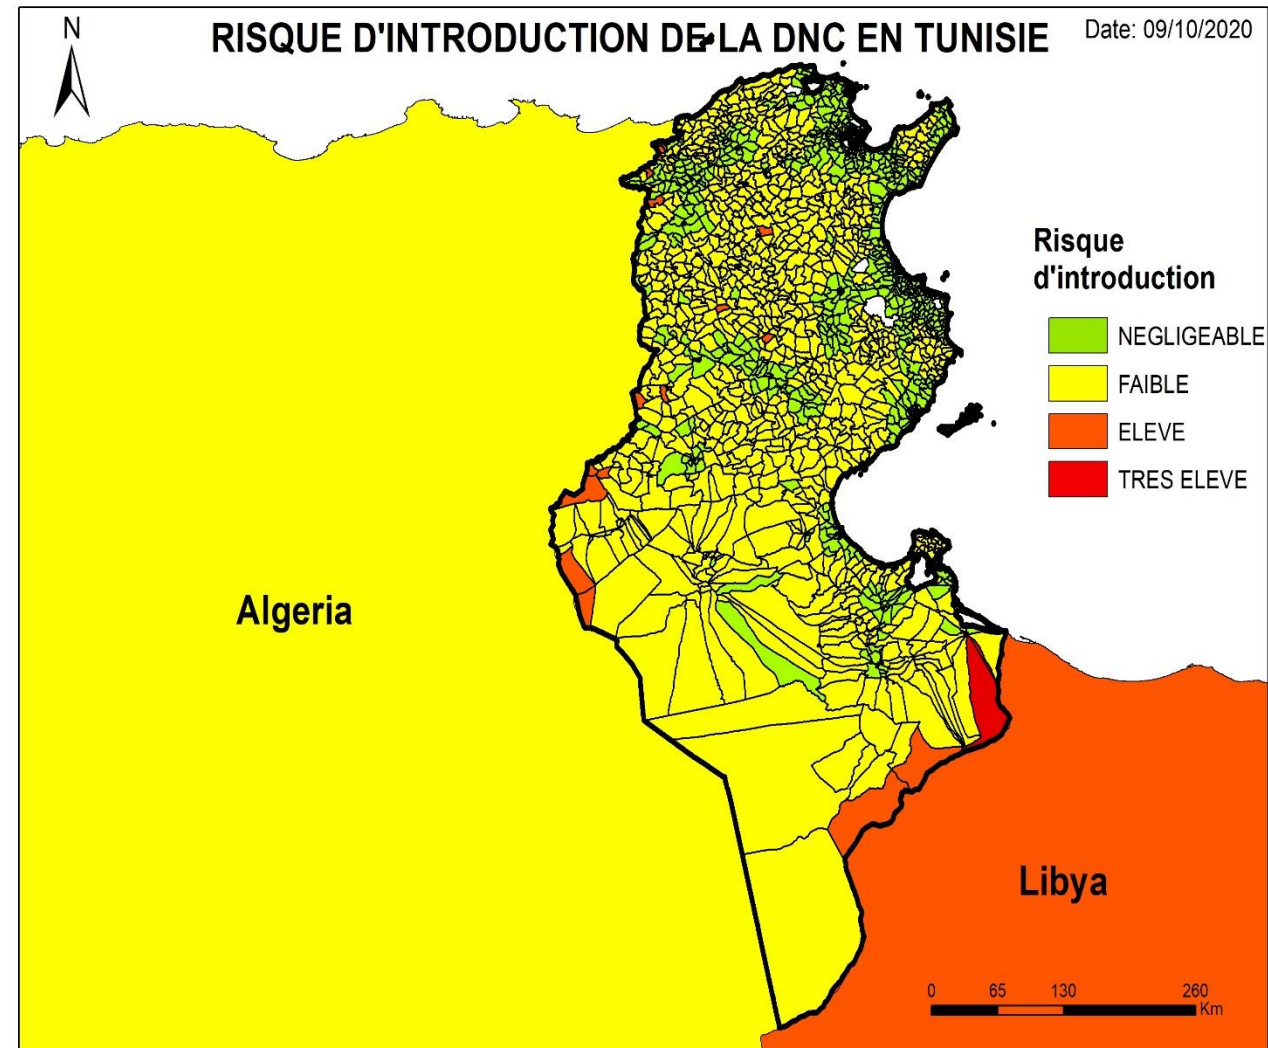 N
RISQUE D'INTRODUCTION DE LA DNC EN TUNISIE
Date: 09/10/2020
Risque
d'introduction
NEGLIGEABLE
FAIBLE
ELEVE
TRES ELEVE
Algeria
Libya
0 65 130 260
Km